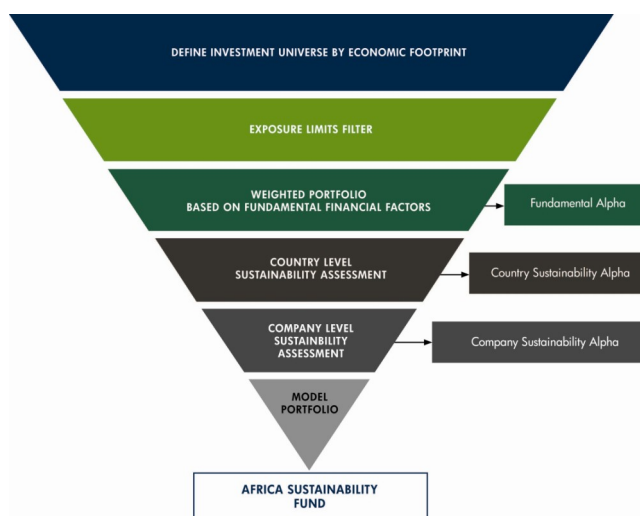 DEFINE INVESTMENT UNIVERSE BY ECONOMIC FOOTPRINT
EXPOSURE LIMITS FILTER
WEIGHTED PORTFOLIO
BASED ON FUNDAMENTAL FINANCIAL FACTORS
Fundamental Alpha
COUNTRY LEVEL
SUSTAINABILITY ASSESSMENT
Country Sustainability Alpha
COMPANY LEVEL
SUSTAINBILITY
ASSESSMENT
Company Sustainability Alpha
MODEL
PORTFOLIO
AFRICA SUSTAINABILITY
FUND